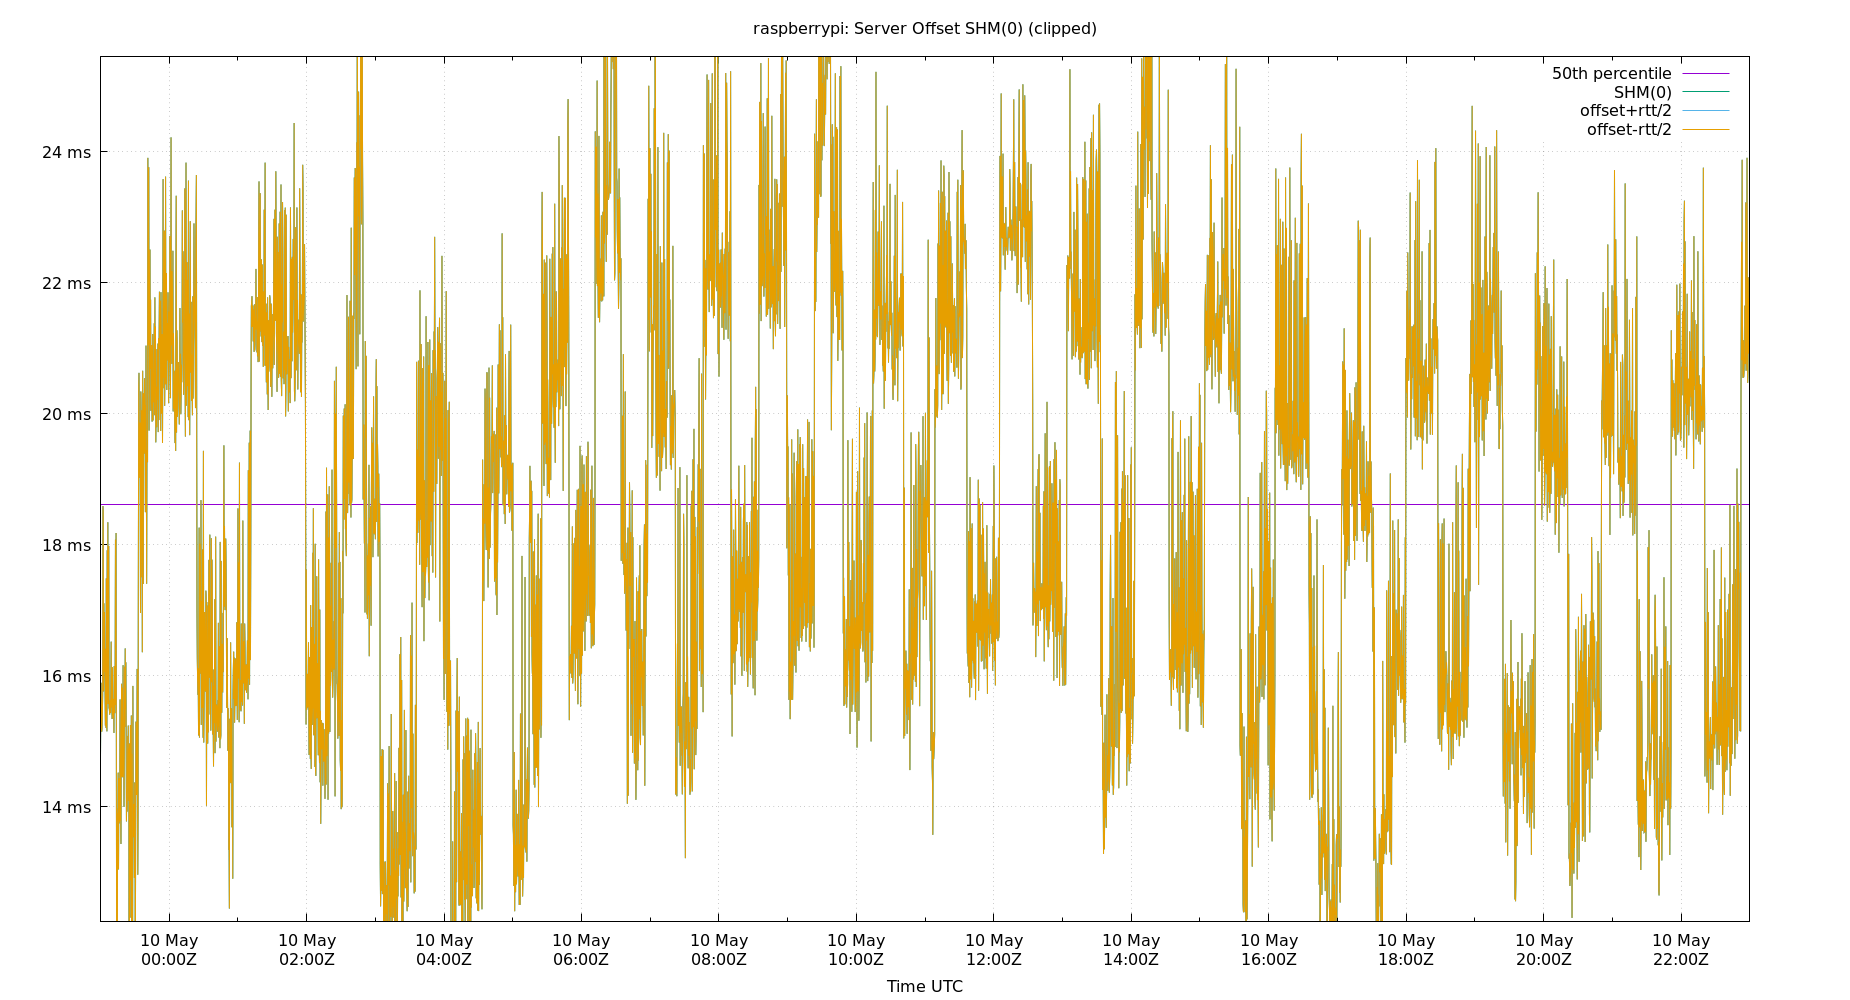 raspberrypi: Server Offset SHM(0) (clipped)
50th percentile
SHM(0)
offset+rtt/2
offset-rtt/2
24 ms
22 ms
20 ms
18 ms
16 ms
14 ms
10 May 10 May 10 May 10 May 10 May 10 May 10 May 10 May 10 May 10 May 10 May 10 May
00:00Z 02:00Z 04:00Z 06:00Z 08:00Z 10:00Z 12:00Z 14:00Z 16:00Z 18:00Z 20:00Z 22:00Z
Time UTC